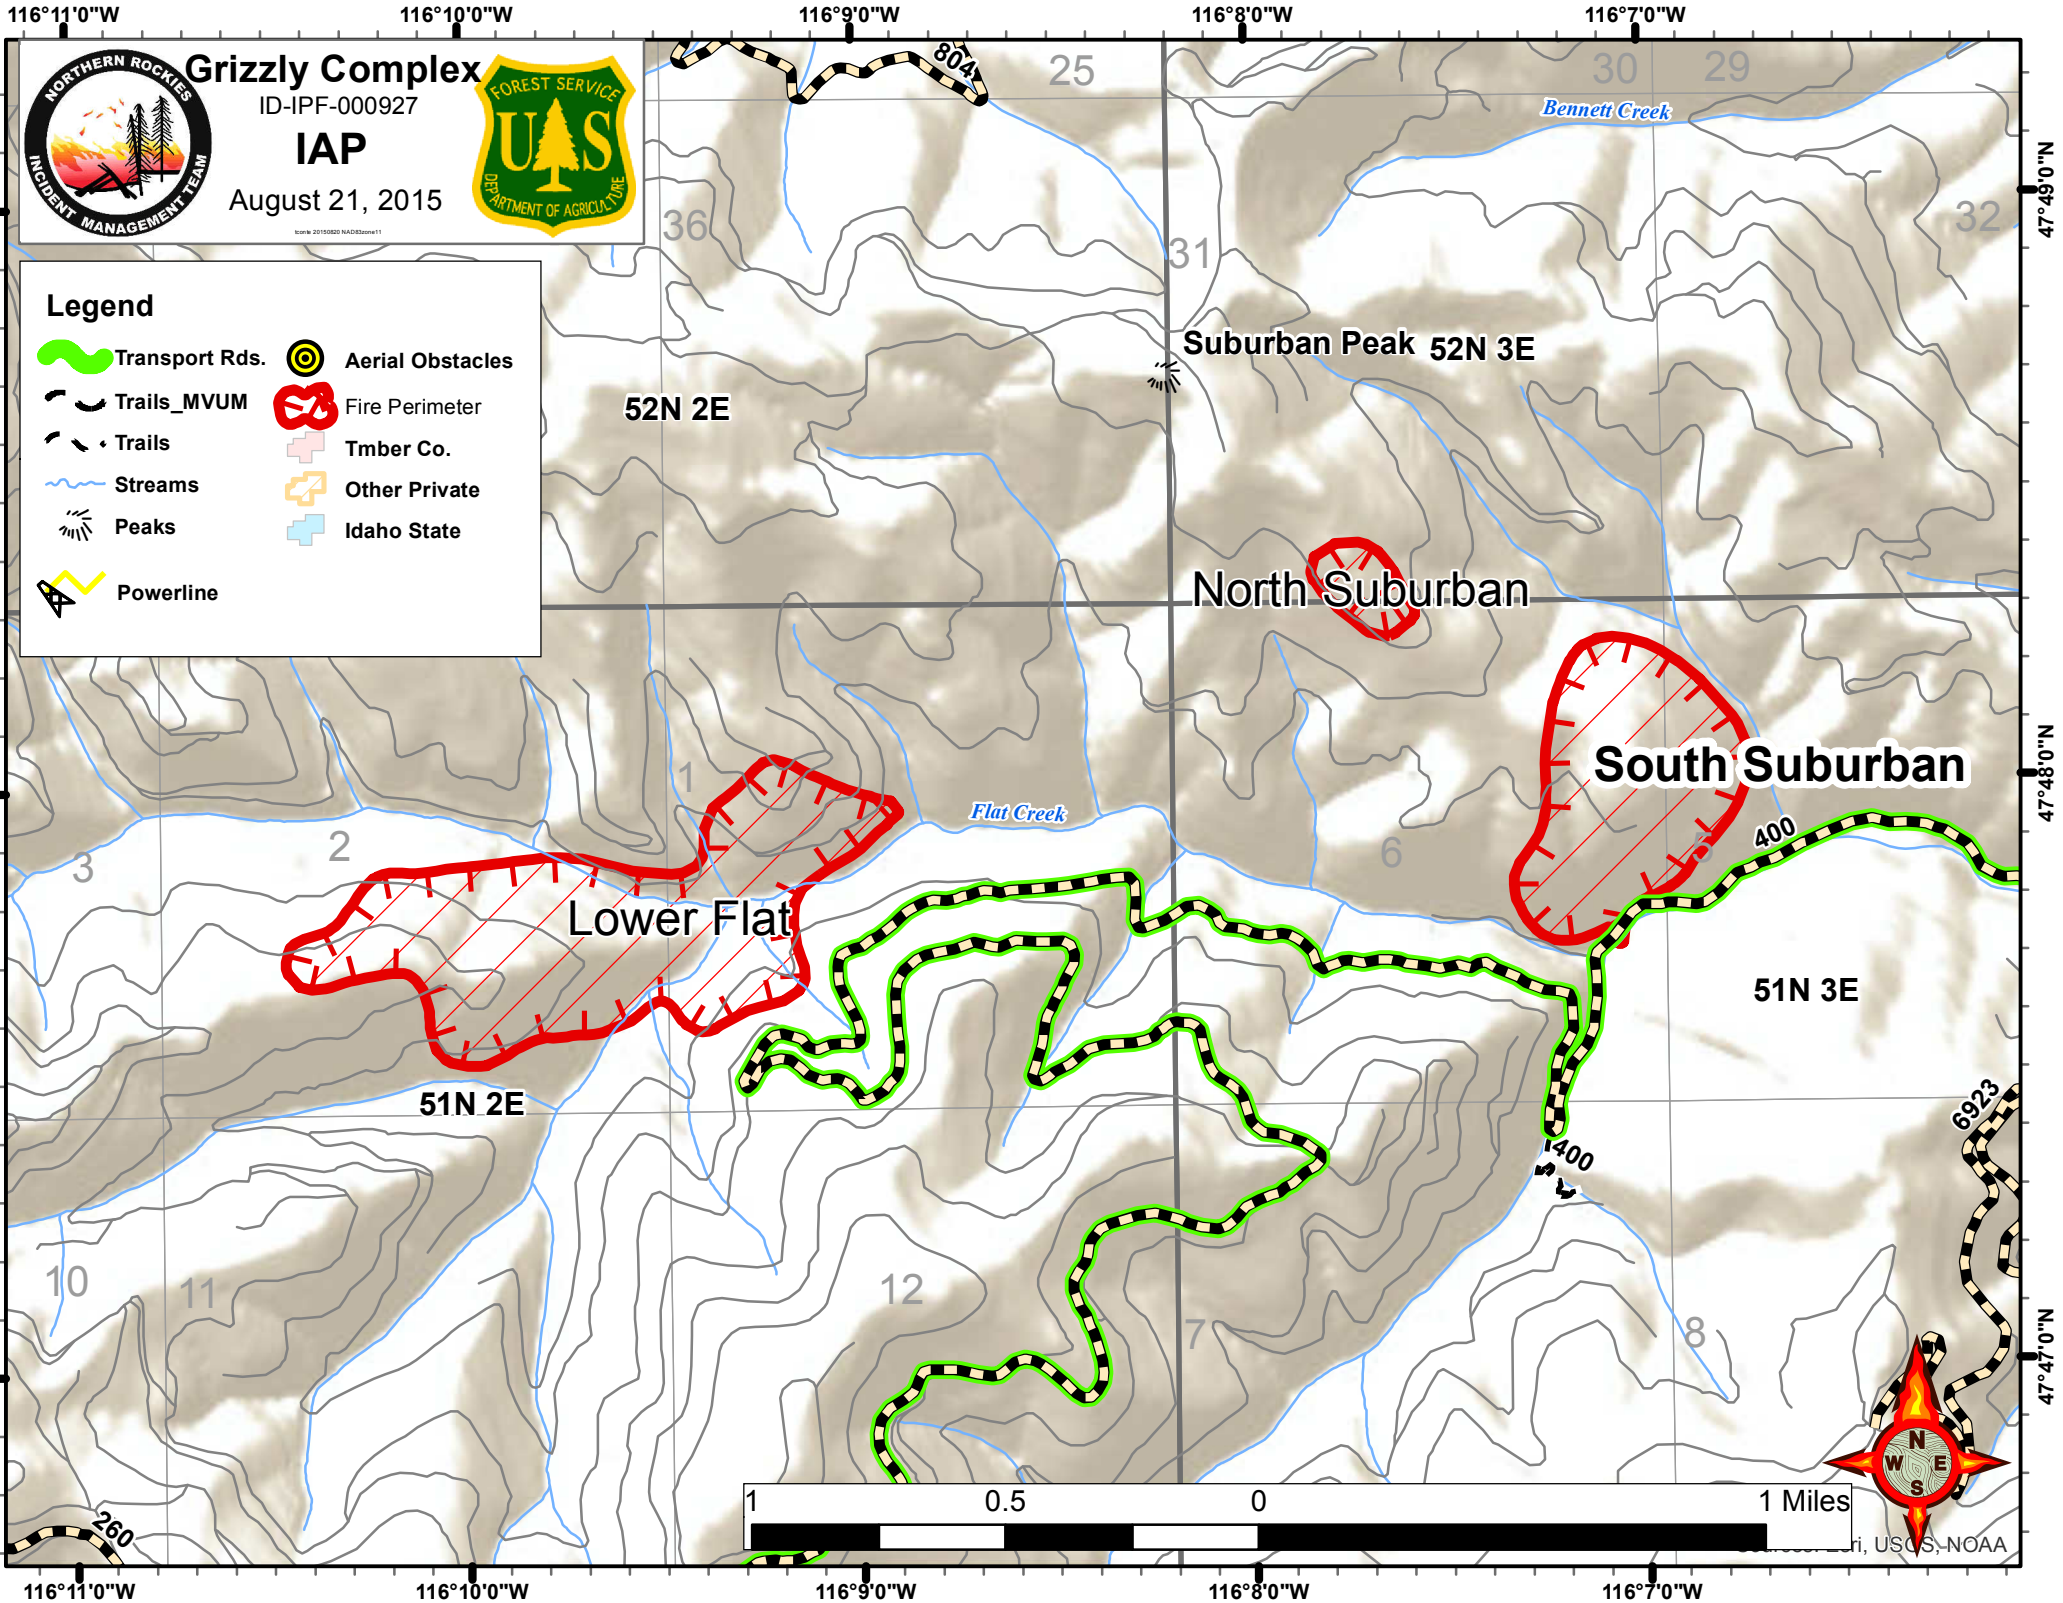 116°11'0"W
116°10'0"W
116°9'0"W
116°8'0"W
116°7'0"W
NORTHERN ROCKIES
INCIDENT MANAGEMENT TEAM
Grizzly Complex
ID-IPF-000927
IAP
August 21, 2015
FOREST SERVICE
U S
DEPARTMENT OF AGRICULTURE
Legend
Transport Rds.
Trails_MVUM
Trails
Streams
Peaks
Powerline
Aerial Obstacles
Fire Perimeter
Tmber Co.
Other Private
Idaho State
804
25
30
29
Bennett Creek
47°49'0"N
36
31
32
Suburban Peak
52N 3E
52N 2E
North Suburban
South Suburban
47°48'0"N
1
Flat Creek
2
3
6
5
400
Lower Flat
51N 3E
51N 2E
6923
400
10
11
12
7
8
47°47'0"N
N
W
E
S
1
0.5
0
1 Miles
260
USGS, NOAA
116°11'0"W
116°10'0"W
116°9'0"W
116°8'0"W
116°7'0"W